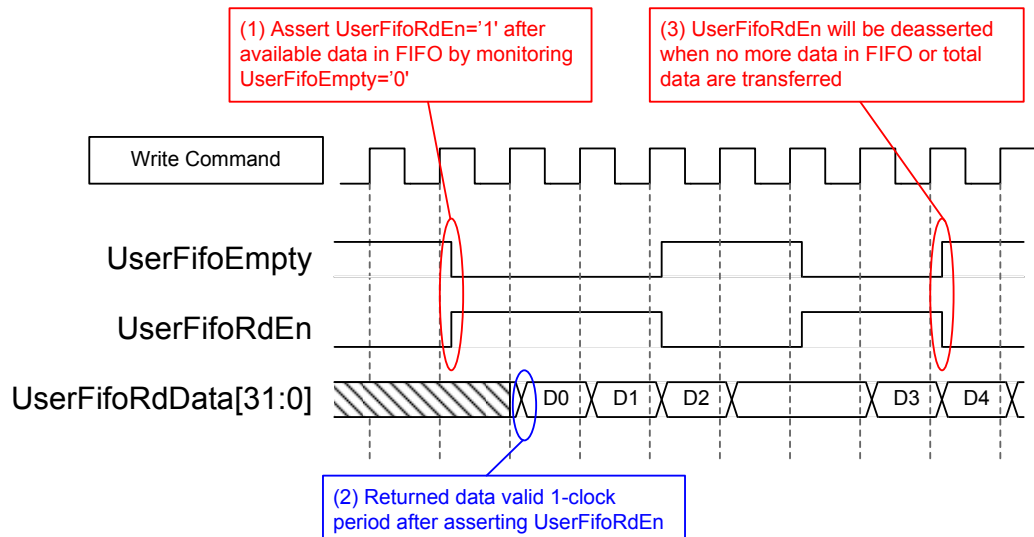 (1) Assert UserFifoRdEn=’1' after
available data in FIFO by monitoring
UserFifoEmpty=’0'
(3) UserFifoRdEn will be deasserted
when no more data in FIFO or total
data are transferred
Write Command
UserFifoEmpty
UserFifoRdEn
UserFifoRdData[31:0]
D0
D1
D2
D3
D4
(2) Returned data valid 1-clock
period after asserting UserFifoRdEn